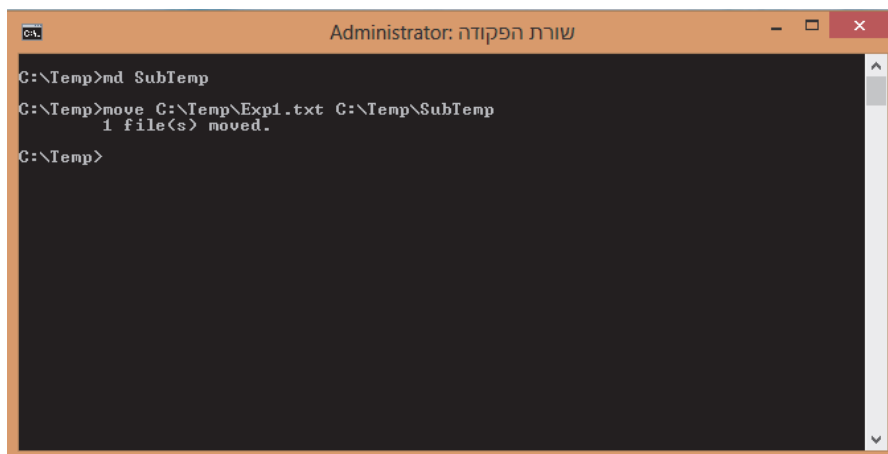 Administrator: שורת הפקודה
C:\Temp>md SubTemp
C:\Temp>move C:\Temp\Exp1.txt C:\Temp\SubTemp
1 file(s) moved.
C:\Temp>